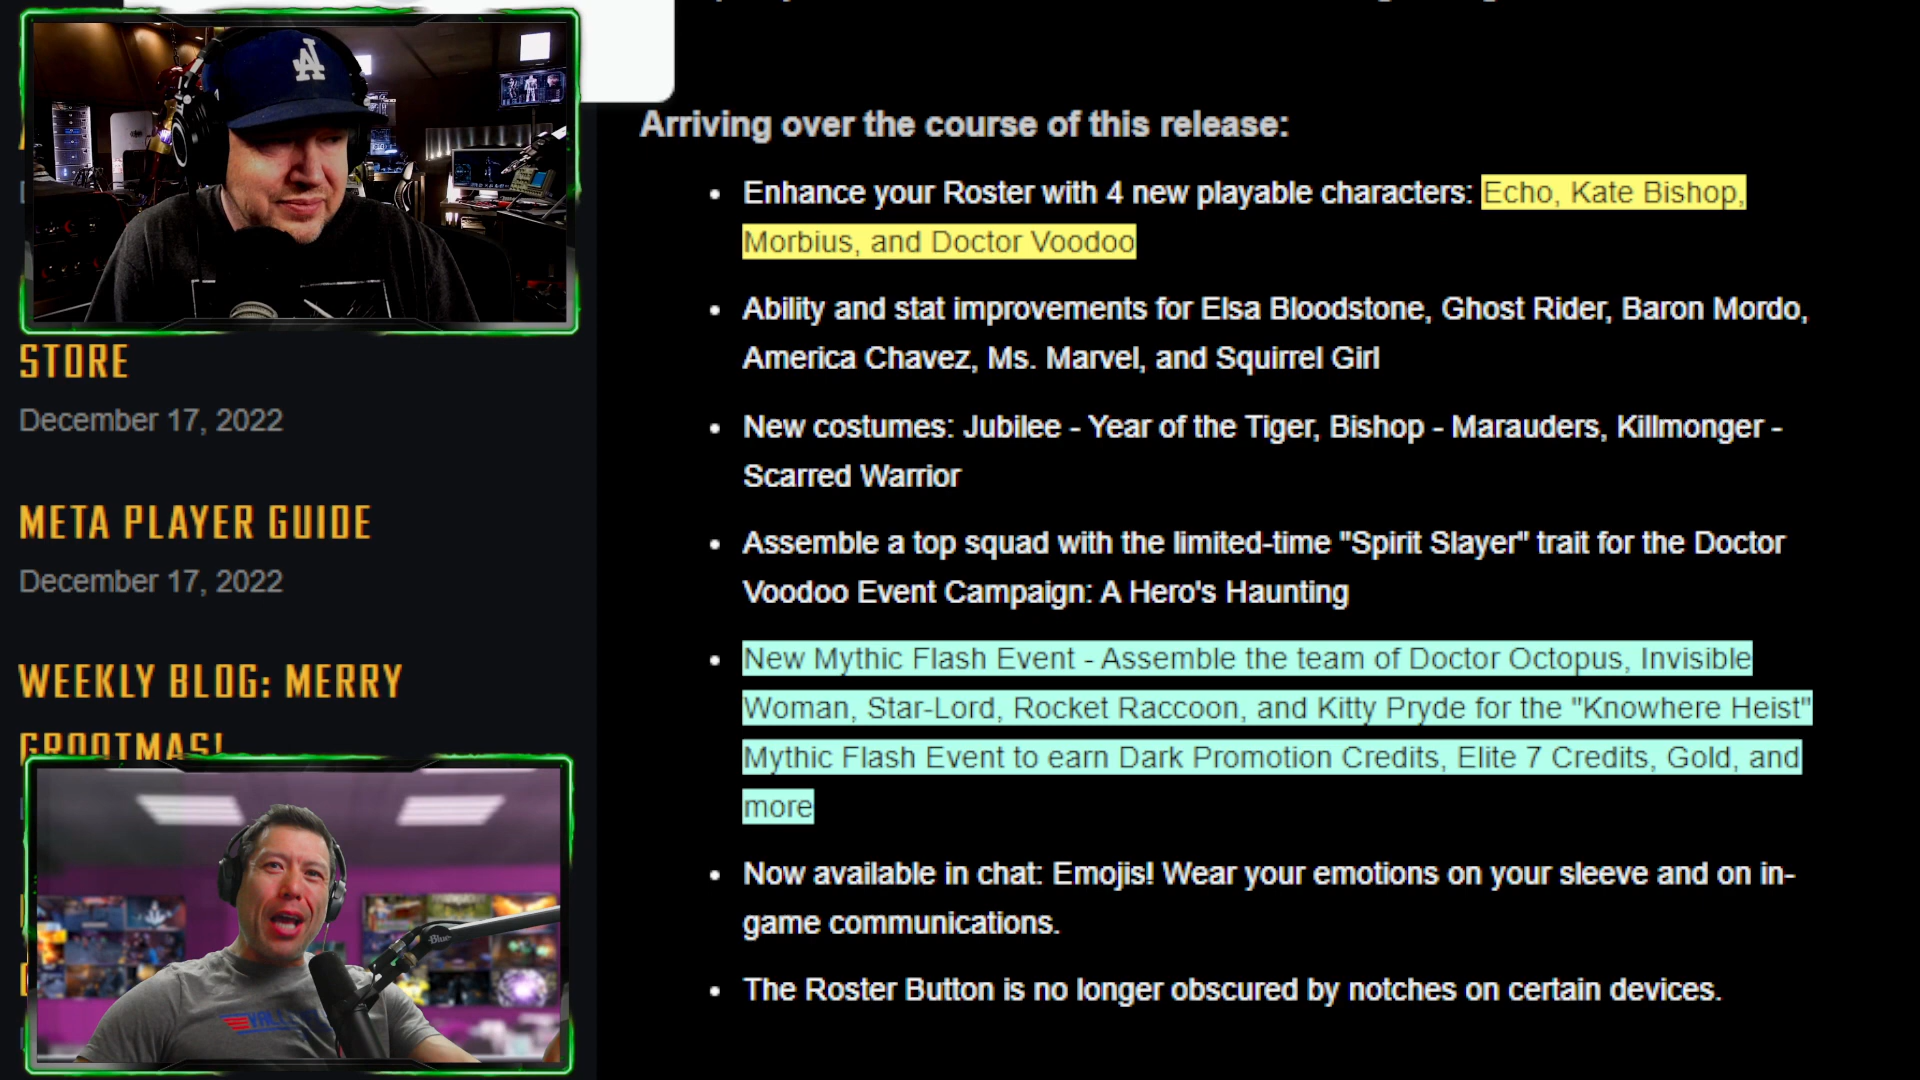 Arriving over the course of this release:
Enhance your Roster with 4 new playable characters: Echo, Kate Bishop,
Morbius, and Doctor Voodoo
Ability and stat improvements for Elsa Bloodstone, Ghost Rider, Baron Mordo,
America Chavez, Ms. Marvel, and Squirrel Girl
New costumes: Jubilee - Year of the Tiger, Bishop - Marauders, Killmonger -
Scarred Warrior
Assemble a top squad with the limited-time "Spirit Slayer" trait for the Doctor
Voodoo Event Campaign: A Hero's Haunting
New Mythic Flash Event - Assemble the team of Doctor Octopus, Invisible
Woman, Star-Lord, Rocket Raccoon, and Kitty Pryde for the "Knowhere Heist"
Mythic Flash Event to earn Dark Promotion Credits, Elite 7 Credits, Gold, and
more
Now available in chat: Emojis! Wear your emotions on your sleeve and on in-
game communications.
The Roster Button is no longer obscured by notches on certain devices.
STORE
December 17, 2022
META PLAYER GUIDE
December 17, 2022
WEEKLY BLOG: MERRY
GROOTMAS!
LA
Blue